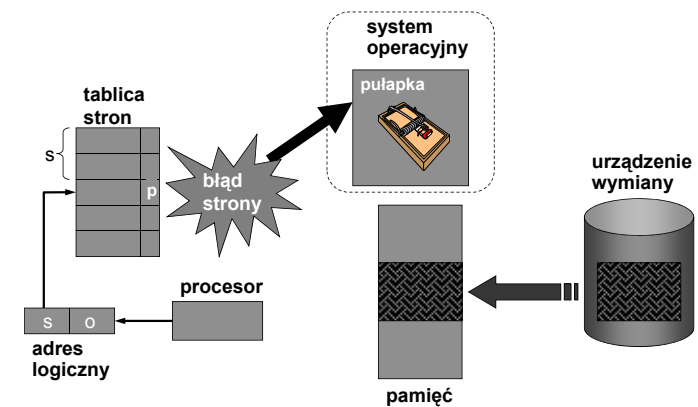 system
operacyjny
pułapka
tablica
stron
s
p
błąd
strony
urządzenie
wymiany
procesor
s o
adres
logiczny
pamięć